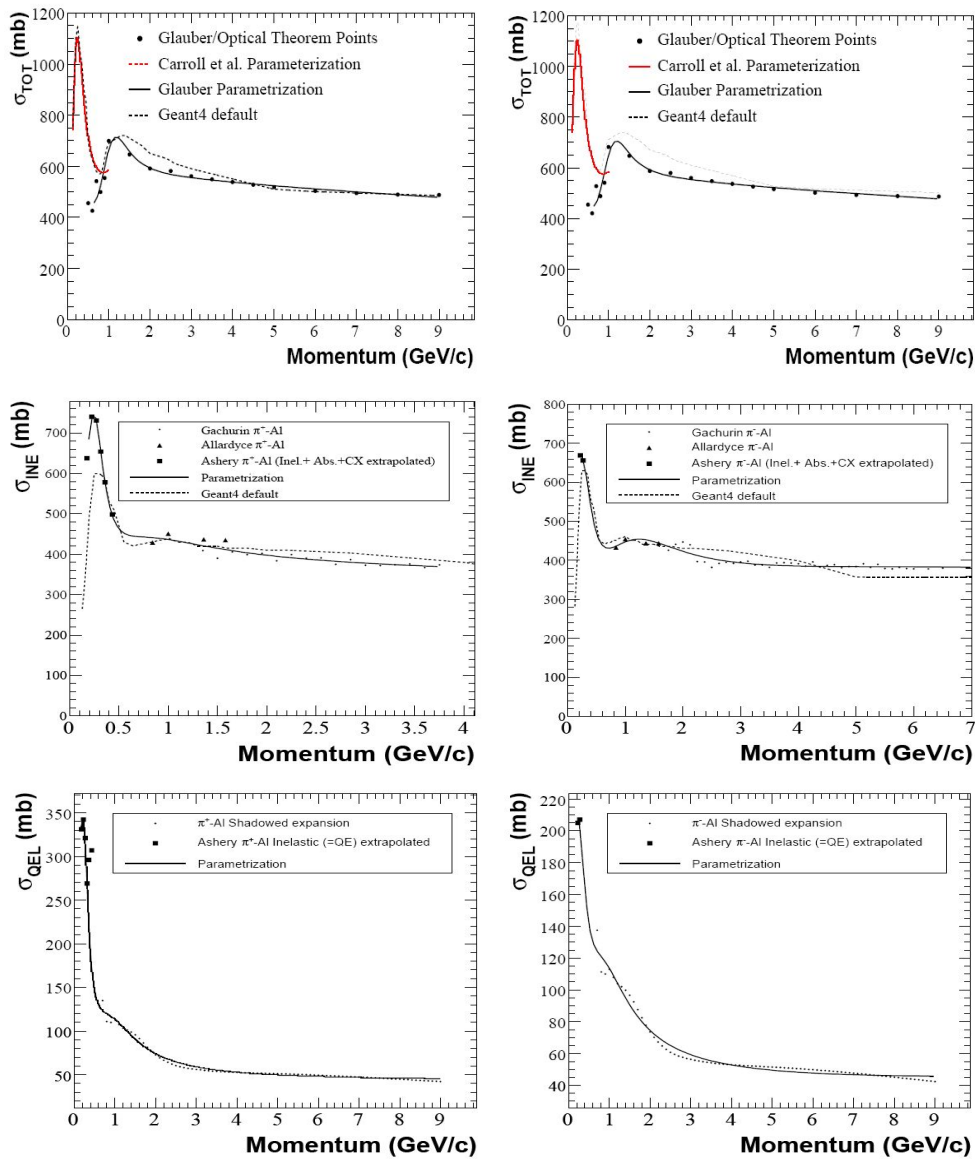 σTOT (mb)
1200
1000
800
600
400
200
0
Glauber/Optical Theorem Points
Carroll et al. Parameterization
Glauber Parametrization
Geant4 default
0 1 2 3 4 5 6 7 8 9
Momentum (GeV/c)
σTOT (mb)
1200
1000
800
600
400
200
0
Glauber/Optical Theorem Points
Carroll et al. Parameterization
Glauber Parametrization
Geant4 default
0 1 2 3 4 5 6 7 8 9
Momentum (GeV/c)
σINE (mb)
700
600
500
400
300
200
100
0
Gachurin π⁺-Al
Allardyce π⁺-Al
Ashery π⁺-Al (Inel.+ Abs.+CX extrapolated)
Parametrization
Geant4 default
0 0.5 1 1.5 2 2.5 3 3.5 4
Momentum (GeV/c)
σINE (mb)
800
700
600
500
400
300
200
100
0
Gachurin π⁻-Al
Allardyce π⁻-Al
Ashery π⁻-Al (Inel.+ Abs.+CX extrapolated)
Parametrization
Geant4 default
0 1 2 3 4 5 6 7
Momentum (GeV/c)
σQEL (mb)
350
300
250
200
150
100
50
π⁺-Al Shadowed expansion
Ashery π⁺-Al Inelastic (=QE) extrapolated
Parametrization
0 1 2 3 4 5 6 7 8 9
Momentum (GeV/c)
σQEL (mb)
220
200
180
160
140
120
100
80
60
40
π⁻-Al Shadowed expansion
Ashery π⁻-Al Inelastic (=QE) extrapolated
Parametrization
0 1 2 3 4 5 6 7 8 9
Momentum (GeV/c)